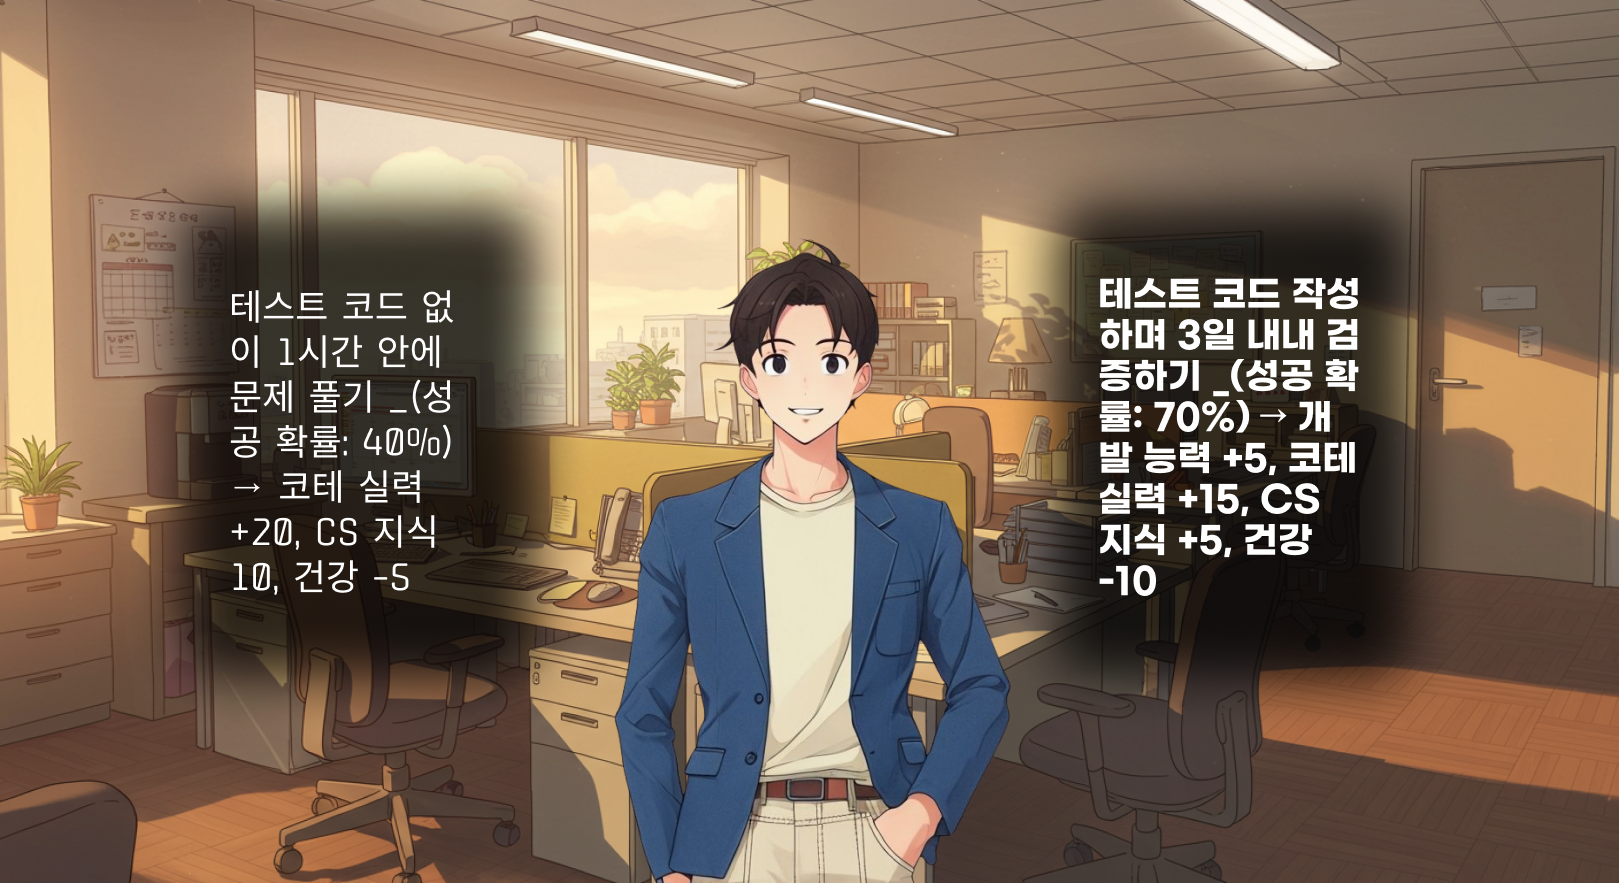 테스트 코드 없
이 1시간 안에
문제 풀기 _(성
공 확률: 40%)
→ 코테 실력
+20, CS 지식
10, 건강 -5
테스트 코드 작성
하며 3일 내내 검
증하기 _(성공 확
률: 70%) → 개
발 능력 +5, 코테
실력 +15, CS
지식 +5, 건강
-10